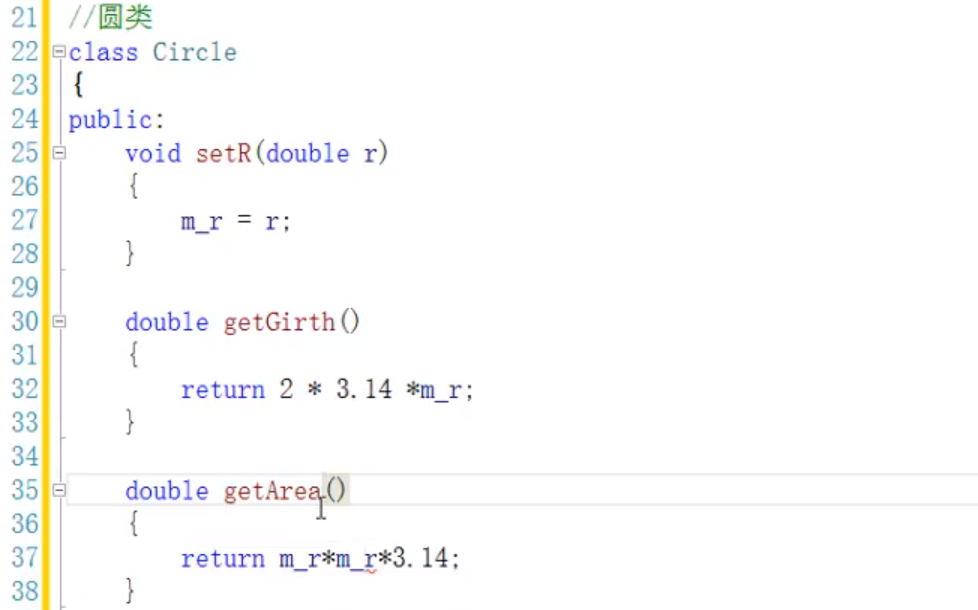 21 //圆类
22 class Circle
23 {
24 public:
25 void setR(double r)
26 {
27 m_r = r;
28 }
29
30 double getGirth()
31 {
32 return 2 * 3.14 *m_r;
33 }
34
35 double getArea()
36 {
37 return m_r*m_r*3.14;
38 }